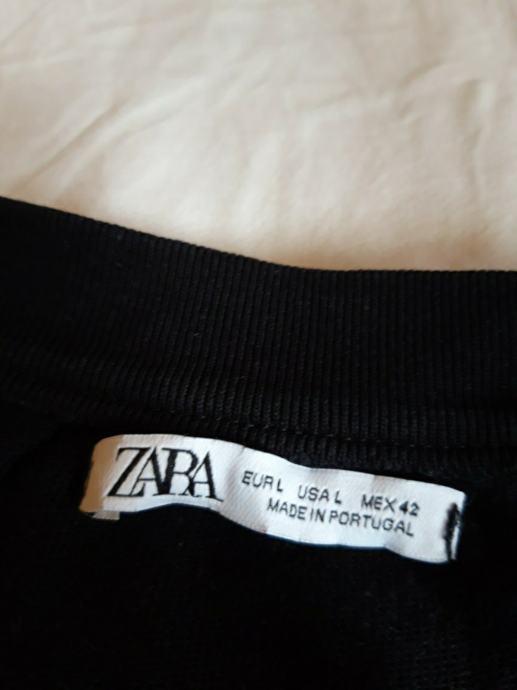 ZARA
EUR L USA L MEX 42
MADE IN PORTUGAL